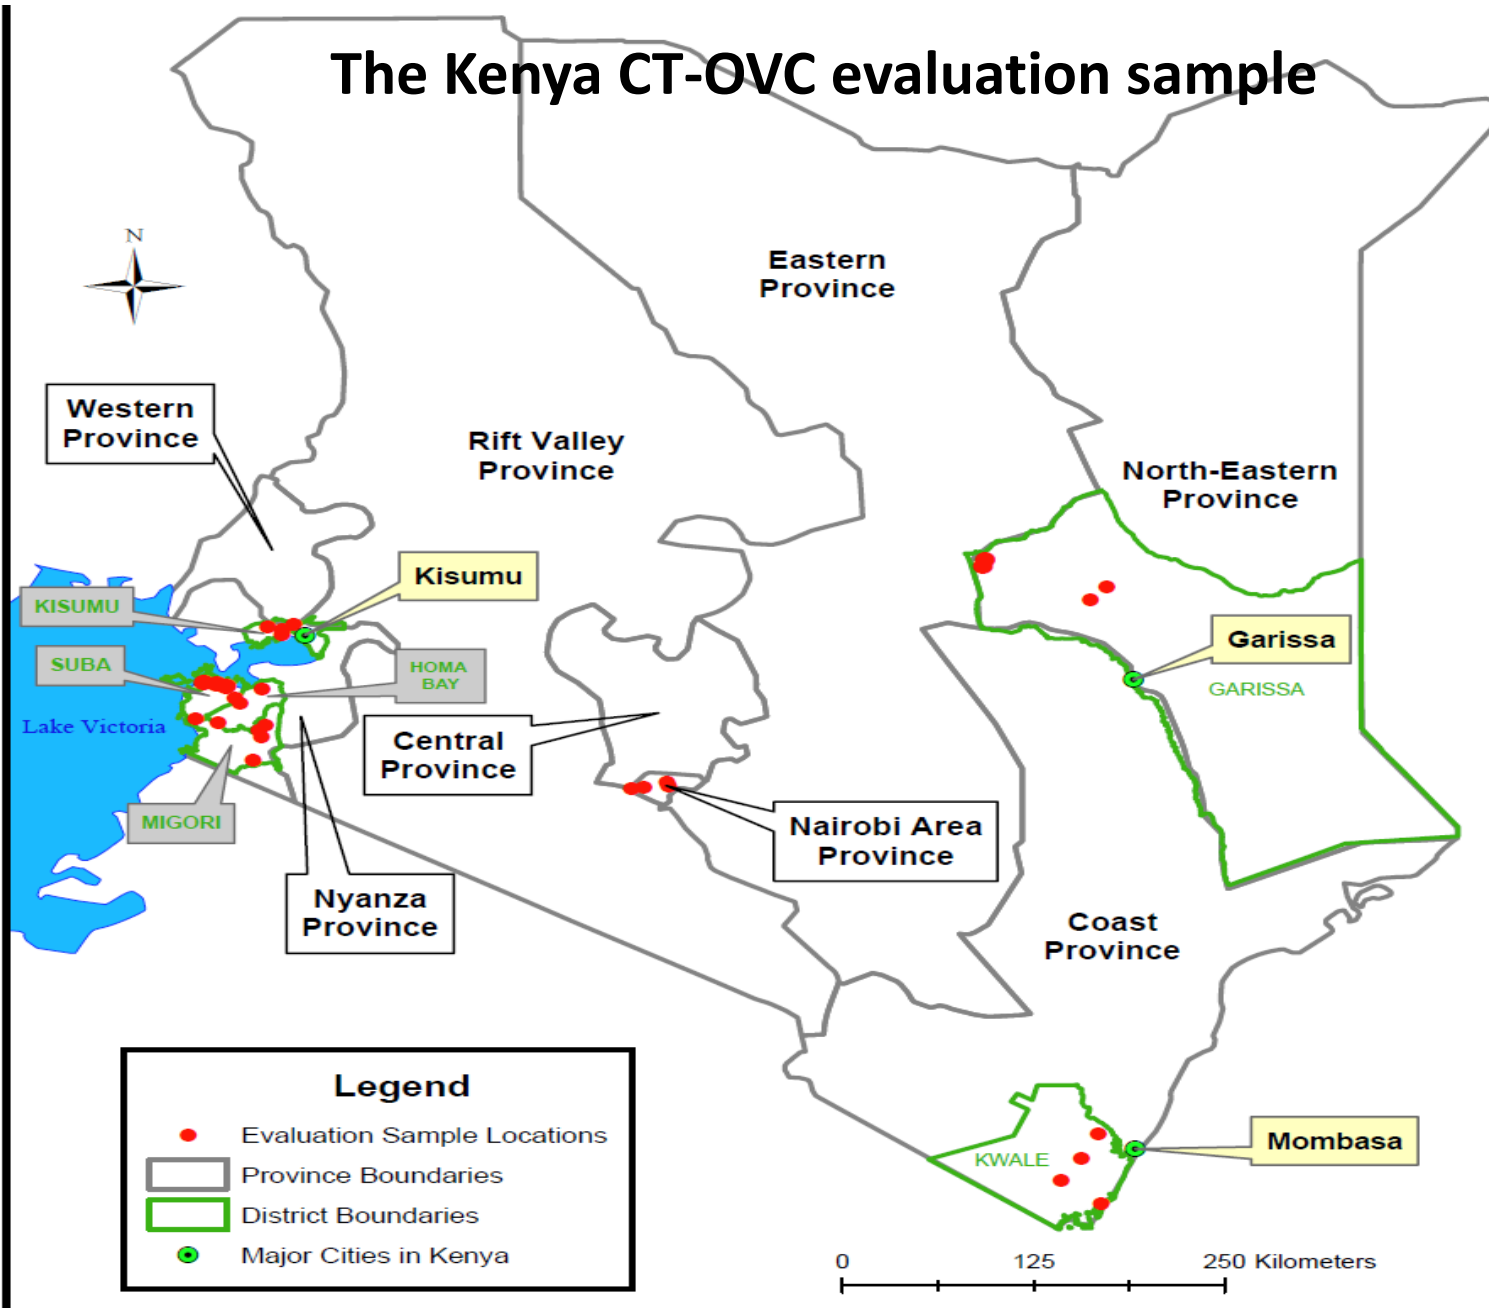 The Kenya CT-OVC evaluation sample
N
Eastern
Province
Western
Province
Rift Valley
Province
North-Eastern
Province
Kisumu
KISUMU
Garissa
SUBA
HOMA
BAY
GARISSA
Lake Victoria
Central
Province
MIGORI
Nairobi Area
Province
Nyanza
Province
Coast
Province
Legend
Evaluation Sample Locations
Province Boundaries
District Boundaries
Major Cities in Kenya
KWALE
Mombasa
0 125 250 Kilometers